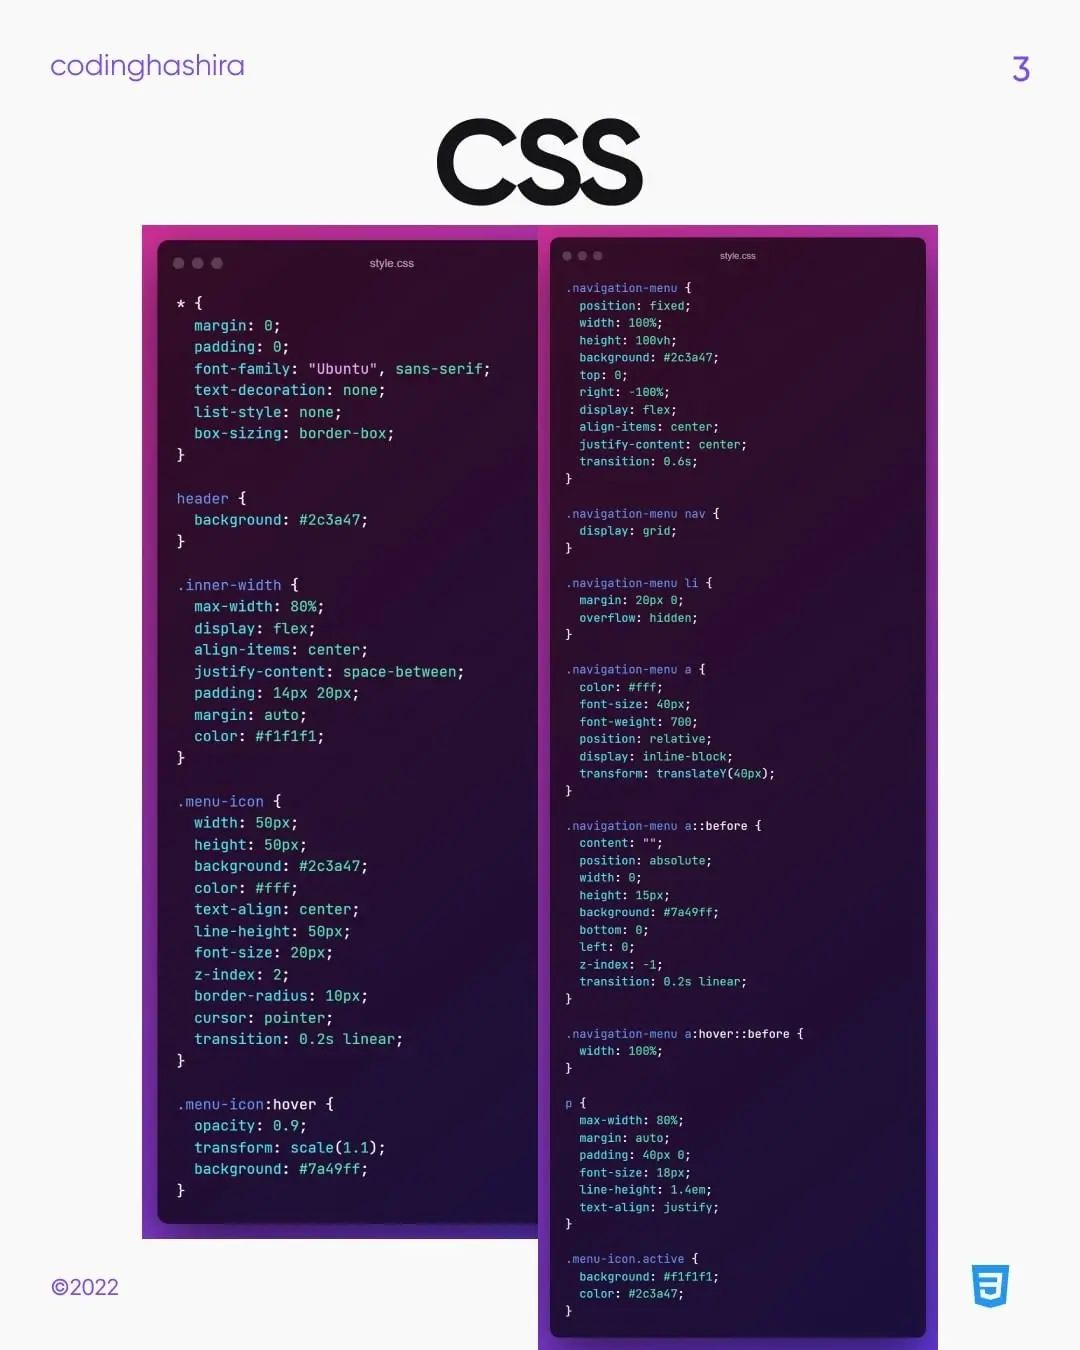 codinghashira
3
CSS
style.css
* {
  margin: 0;
  padding: 0;
  font-family: "Ubuntu", sans-serif;
  text-decoration: none;
  list-style: none;
  box-sizing: border-box;
}
header {
  background: #2c3a47;
}
.inner-width {
  max-width: 80%;
  display: flex;
  align-items: center;
  justify-content: space-between;
  padding: 14px 20px;
  margin: auto;
  color: #f1f1f1;
}
.menu-icon {
  width: 50px;
  height: 50px;
  background: #2c3a47;
  color: #fff;
  text-align: center;
  line-height: 50px;
  font-size: 20px;
  z-index: 2;
  border-radius: 10px;
  cursor: pointer;
  transition: 0.2s linear;
}
.menu-icon:hover {
  opacity: 0.9;
  transform: scale(1.1);
  background: #7a49ff;
}
style.css
.navigation-menu {
  position: fixed;
  width: 100%;
  height: 100vh;
  background: #2c3a47;
  top: 0;
  right: -100%;
  display: flex;
  align-items: center;
  justify-content: center;
  transition: 0.6s;
}
.navigation-menu nav {
  display: grid;
}
.navigation-menu li {
  margin: 20px 0;
  overflow: hidden;
}
.navigation-menu a {
  color: #fff;
  font-size: 40px;
  font-weight: 700;
  position: relative;
  display: inline-block;
  transform: translateY(40px);
}
.navigation-menu a::before {
  content: "";
  position: absolute;
  width: 0;
  height: 15px;
  background: #7a49ff;
  bottom: 0;
  left: 0;
  z-index: -1;
  transition: 0.2s linear;
}
.navigation-menu a:hover::before {
  width: 100%;
}
p {
  max-width: 80%;
  margin: auto;
  padding: 40px 0;
  font-size: 18px;
  line-height: 1.4em;
  text-align: justify;
}
.menu-icon.active {
  background: #f1f1f1;
  color: #2c3a47;
}
©2022